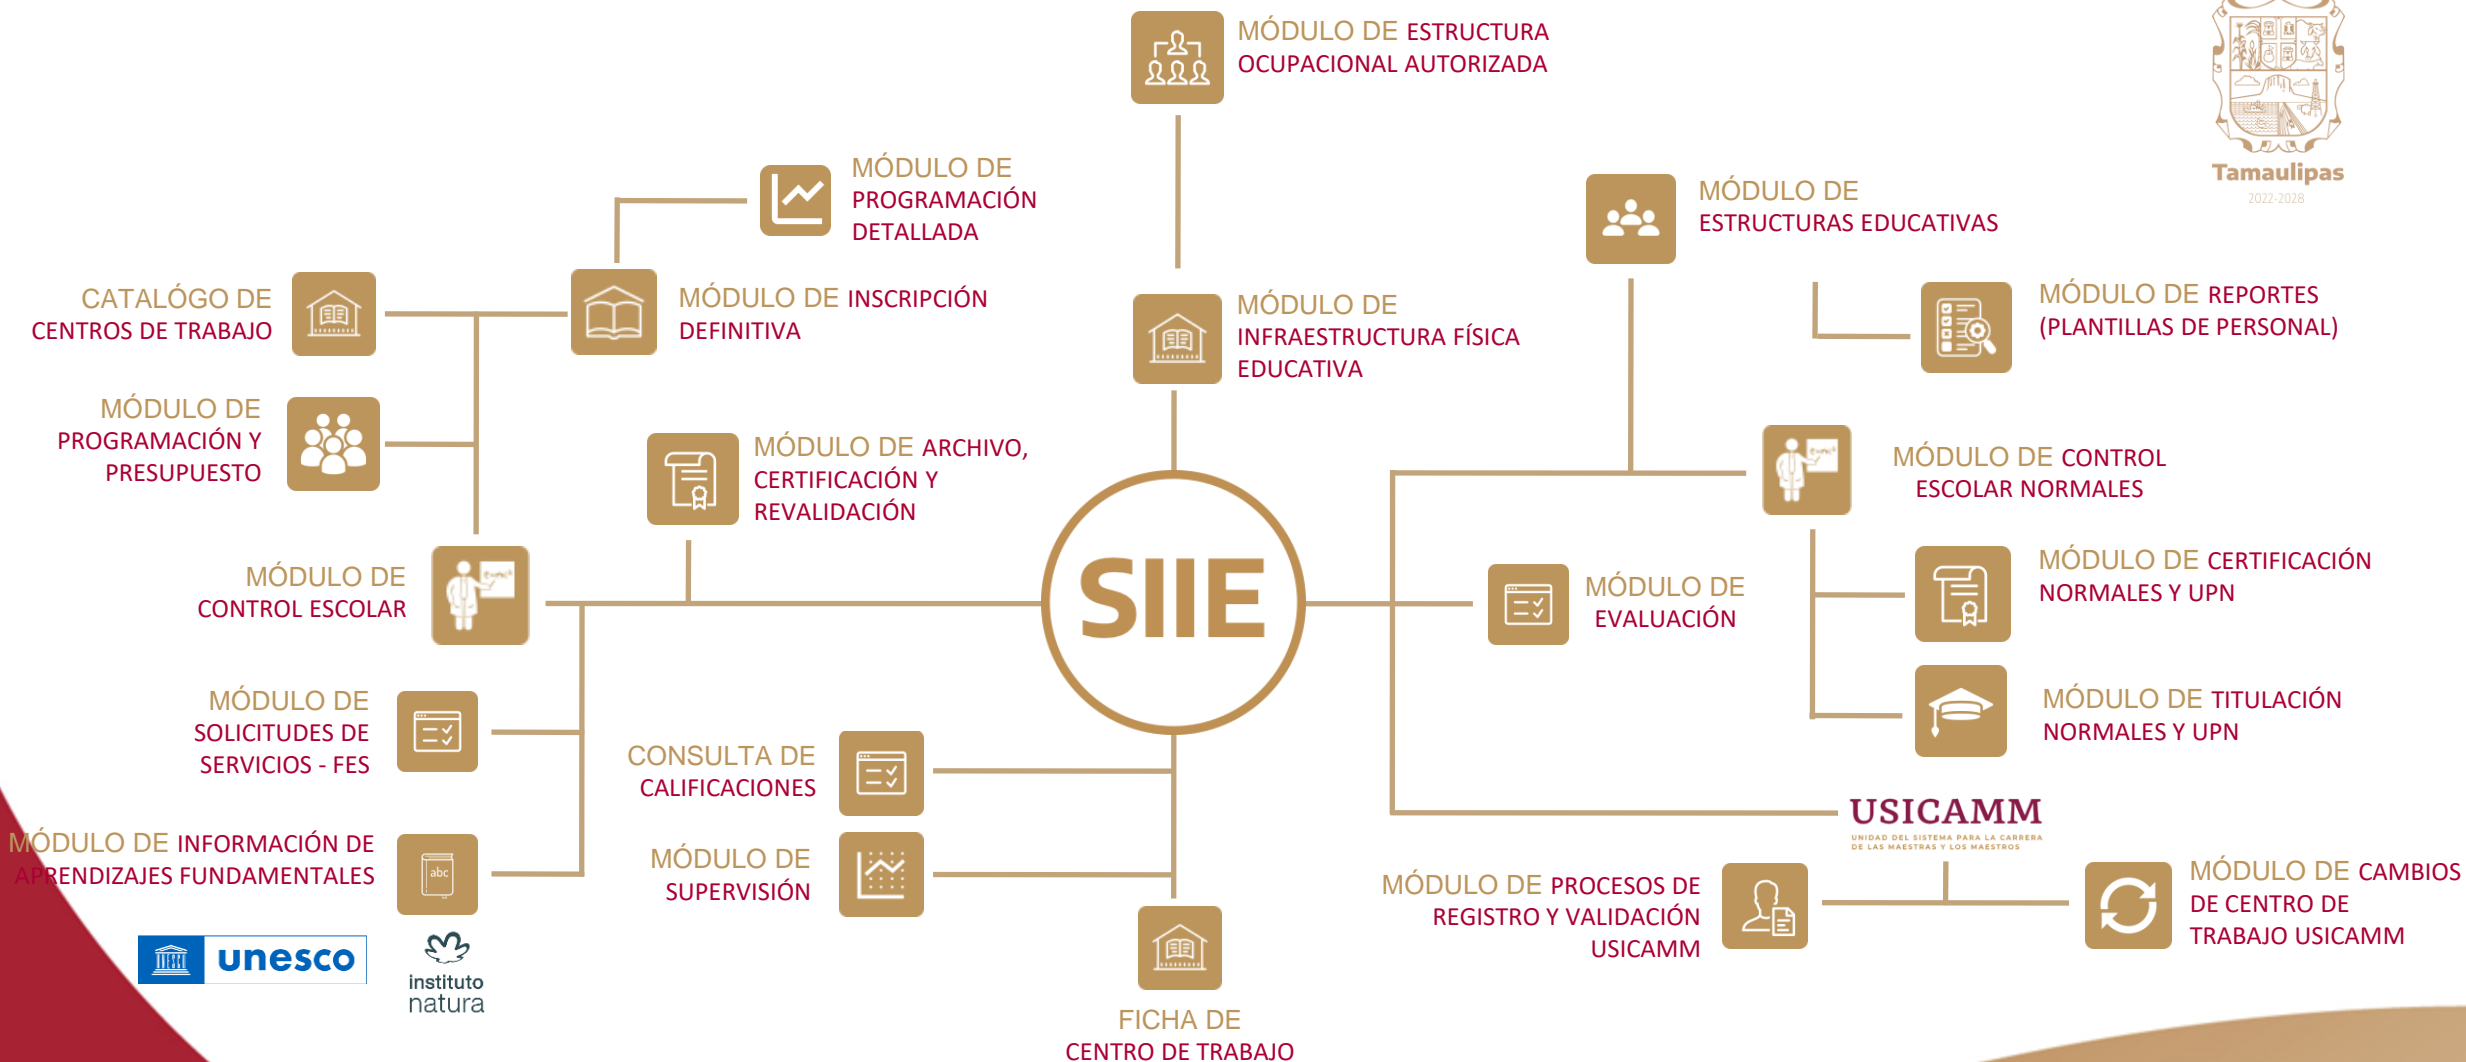 MÓDULO DE ESTRUCTURA
OCUPACIONAL AUTORIZADA
Tamaulipas
2022-2028
MÓDULO DE
PROGRAMACIÓN
DETALLADA
MÓDULO DE
ESTRUCTURAS EDUCATIVAS
CATALÓGO DE
CENTROS DE TRABAJO
MÓDULO DE INSCRIPCIÓN
DEFINITIVA
MÓDULO DE
INFRAESTRUCTURA FÍSICA
EDUCATIVA
MÓDULO DE REPORTES
(PLANTILLAS DE PERSONAL)
MÓDULO DE
PROGRAMACIÓN Y
PRESUPUESTO
MÓDULO DE ARCHIVO,
CERTIFICACIÓN Y
REVALIDACIÓN
MÓDULO DE CONTROL
ESCOLAR NORMALES
MÓDULO DE
CONTROL ESCOLAR
SIIE
MÓDULO DE
EVALUACIÓN
MÓDULO DE CERTIFICACIÓN
NORMALES Y UPN
MÓDULO DE
SOLICITUDES DE
SERVICIOS - FES
CONSULTA DE
CALIFICACIONES
MÓDULO DE TITULACIÓN
NORMALES Y UPN
USICAMM
UNIDAD DEL SISTEMA PARA LA CARRERA
DE LAS MAESTRAS Y LOS MAESTROS
MÓDULO DE INFORMACIÓN DE
APRENDIZAJES FUNDAMENTALES
abc
MÓDULO DE
SUPERVISIÓN
MÓDULO DE PROCESOS DE
REGISTRO Y VALIDACIÓN
USICAMM
MÓDULO DE CAMBIOS
DE CENTRO DE
TRABAJO USICAMM
unesco
instituto
natura
FICHA DE
CENTRO DE TRABAJO